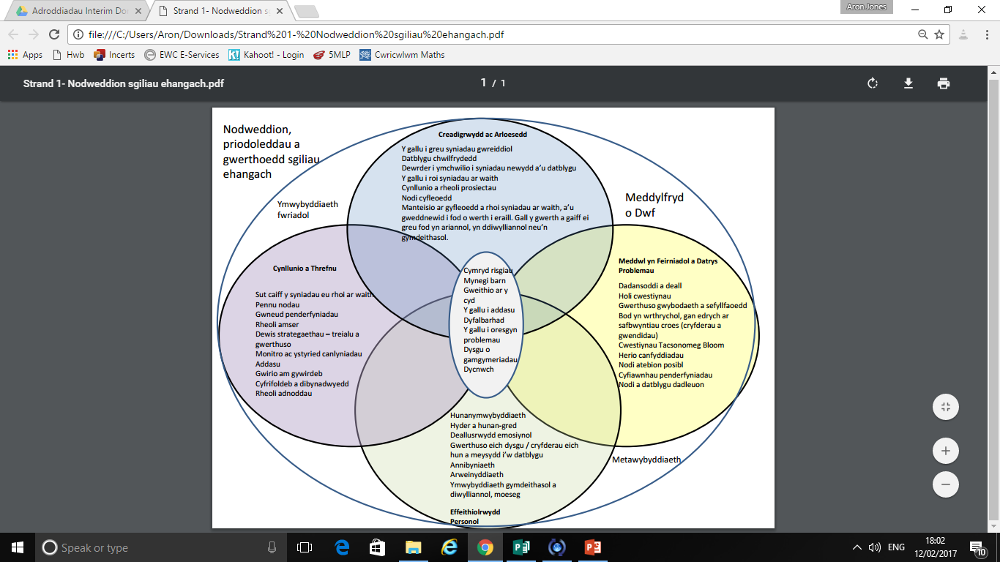 Adroddiadau Interim Do
Strand 1- Nodweddion s
Aron Jones
file:///C:/Users/Aron/Downloads/Strand%201-%20Nodweddion%20sgiliau%20ehangach.pdf
Apps Hwb Incerts EWC E-Services Kahoot! - Login 5MLP Cwricwlwm Maths
Strand 1- Nodweddion sgiliau ehangach.pdf
1 / 1
Nodweddion,
priodoleddau a
gwerthoedd sgiliau
ehangach
Creadigrwydd ac Arloesedd
Y gallu i greu syniadau gwreiddiol
Datblygu chwilfrydedd
Dewrder i ymchwilio i syniadau newydd a'u datblygu
Y gallu i roi syniadau ar waith
Cynllunio a rheoli prosiectau
Nodi cyfleoedd
Manteisio ar gyfleoedd a rhoi syniadau ar waith, a'u
gweddnewid i fod o werth i eraill. Gall y gwerth a gaiff ei
greu fod yn ariannol, yn ddiwylliannol neu'n
gymdeithasol.
Ymwybyddiaeth
fwriadol
Meddylfryd
o Dwf
Cynllunio a Threfnu
Sut caiff y syniadau eu rhoi ar waith
Pennu nodau
Gwneud penderfyniadau
Rheoli amser
Dewis strategaethau – treialu a
gwerthuso
Monitro ac ystyried canlyniadau
Addasu
Gwirio am gywirdeb
Cyfrifoldeb a dibynadwyedd
Rheoli adnoddau
Cymryd risgiau
Mynegi barn
Gweithio ar y
cyd
Y gallu i addasu
Dyfalbarhad
Y gallu i oresgyn
problemau
Dysgu o
gamgymeriadau
Dycnwch
Meddwl yn Feirniadol a Datrys
Problemau
Dadansoddi a deall
Holi cwestiynau
Gwerthuso gwybodaeth a sefyllfaoedd
Bod yn wrthrychol, gan edrych ar
safbwyntiau croes (cryfderau a
gwendidau)
Cwestiynau Tacsonomeg Bloom
Herio canfyddiadau
Nodi atebion posibl
Cyfiawnhau penderfyniadau
Nodi a datblygu dadleuon
Hunanymwybyddiaeth
Hyder a hunan-gred
Deallusrwydd emosiynol
Gwerthuso eich dysgu / cryfderau eich
hun a meysydd i'w datblygu
Annibyniaeth
Arweinyddiaeth
Ymwybyddiaeth gymdeithasol a
diwylliannol, moeseg
Effeithiolrwydd
Personol
Metawybyddiaeth
Speak or type
ENG
18:02
12/02/2017
10